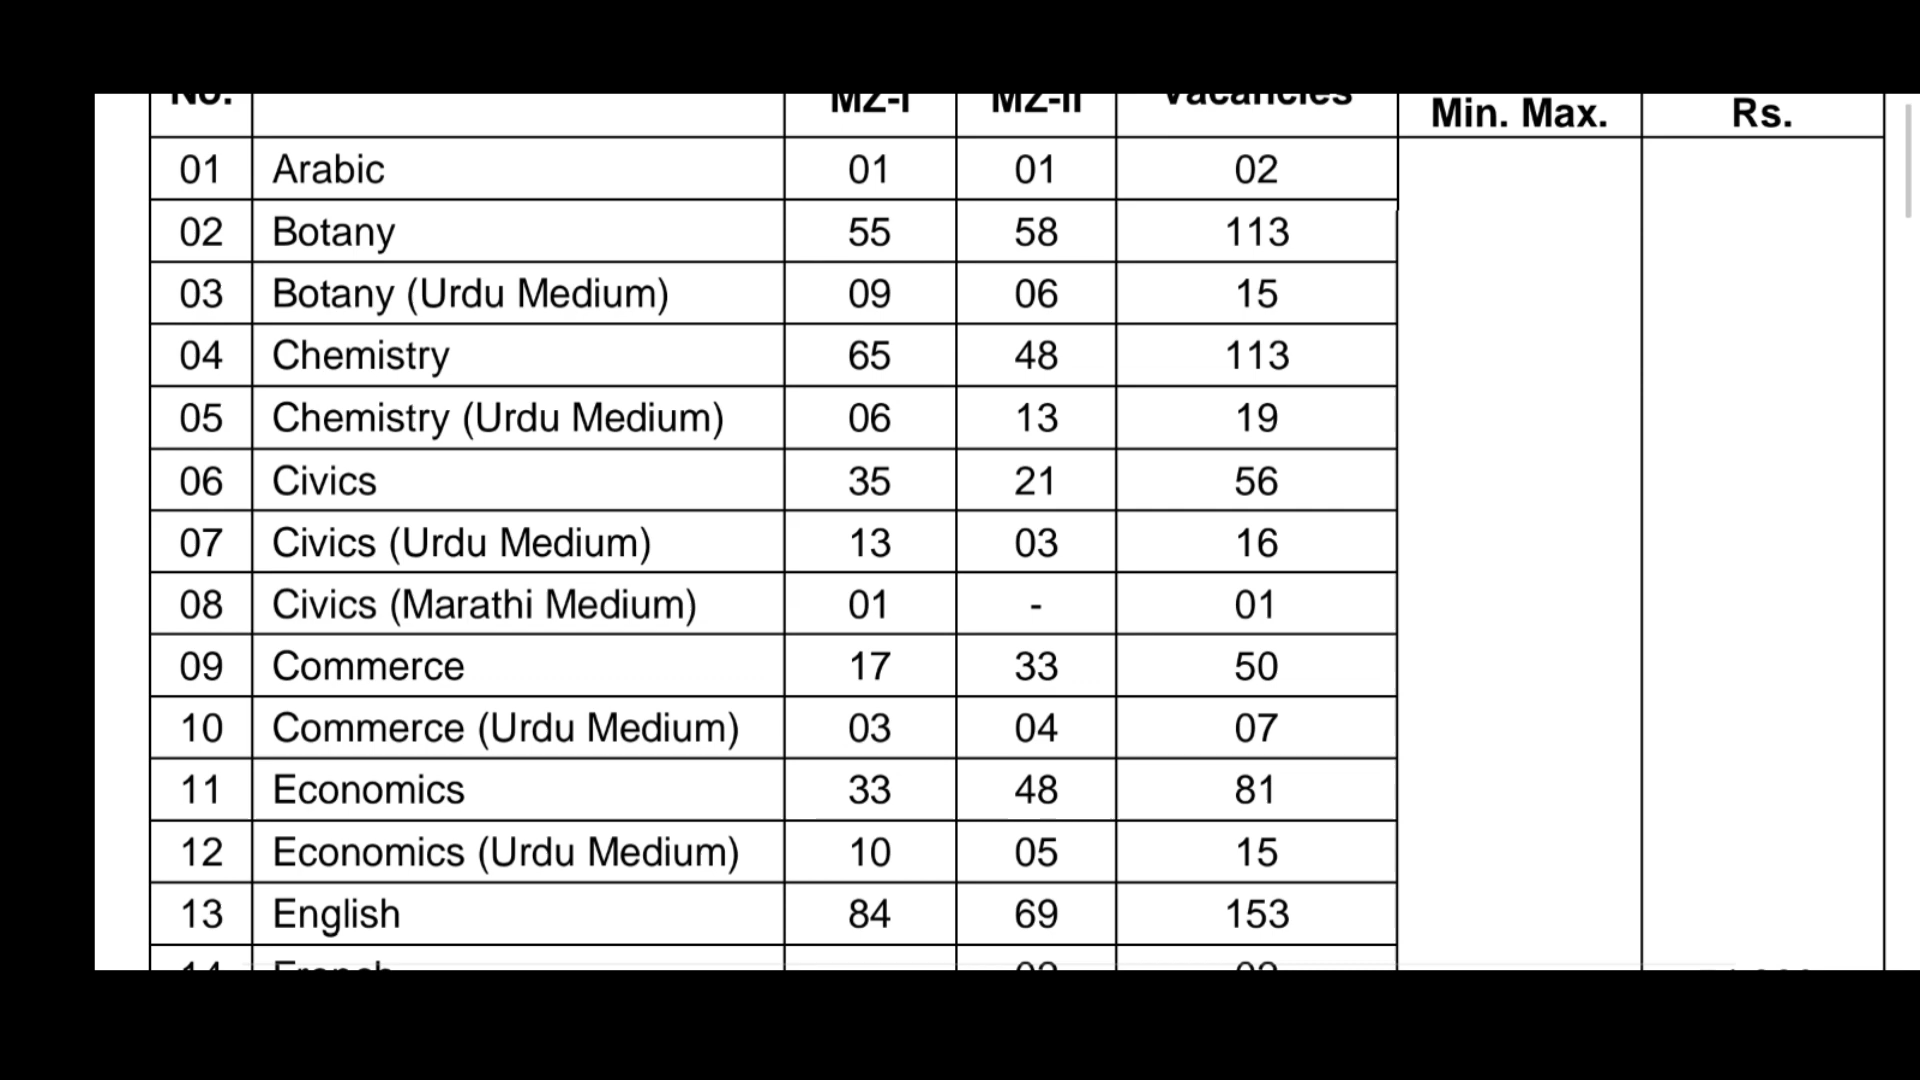 No. MZ-I MZ-II Vacancies Min. Max. Rs.
01 Arabic 01 01 02
02 Botany 55 58 113
03 Botany (Urdu Medium) 09 06 15
04 Chemistry 65 48 113
05 Chemistry (Urdu Medium) 06 13 19
06 Civics 35 21 56
07 Civics (Urdu Medium) 13 03 16
08 Civics (Marathi Medium) 01 - 01
09 Commerce 17 33 50
10 Commerce (Urdu Medium) 03 04 07
11 Economics 33 48 81
12 Economics (Urdu Medium) 10 05 15
13 English 84 69 153
14 French